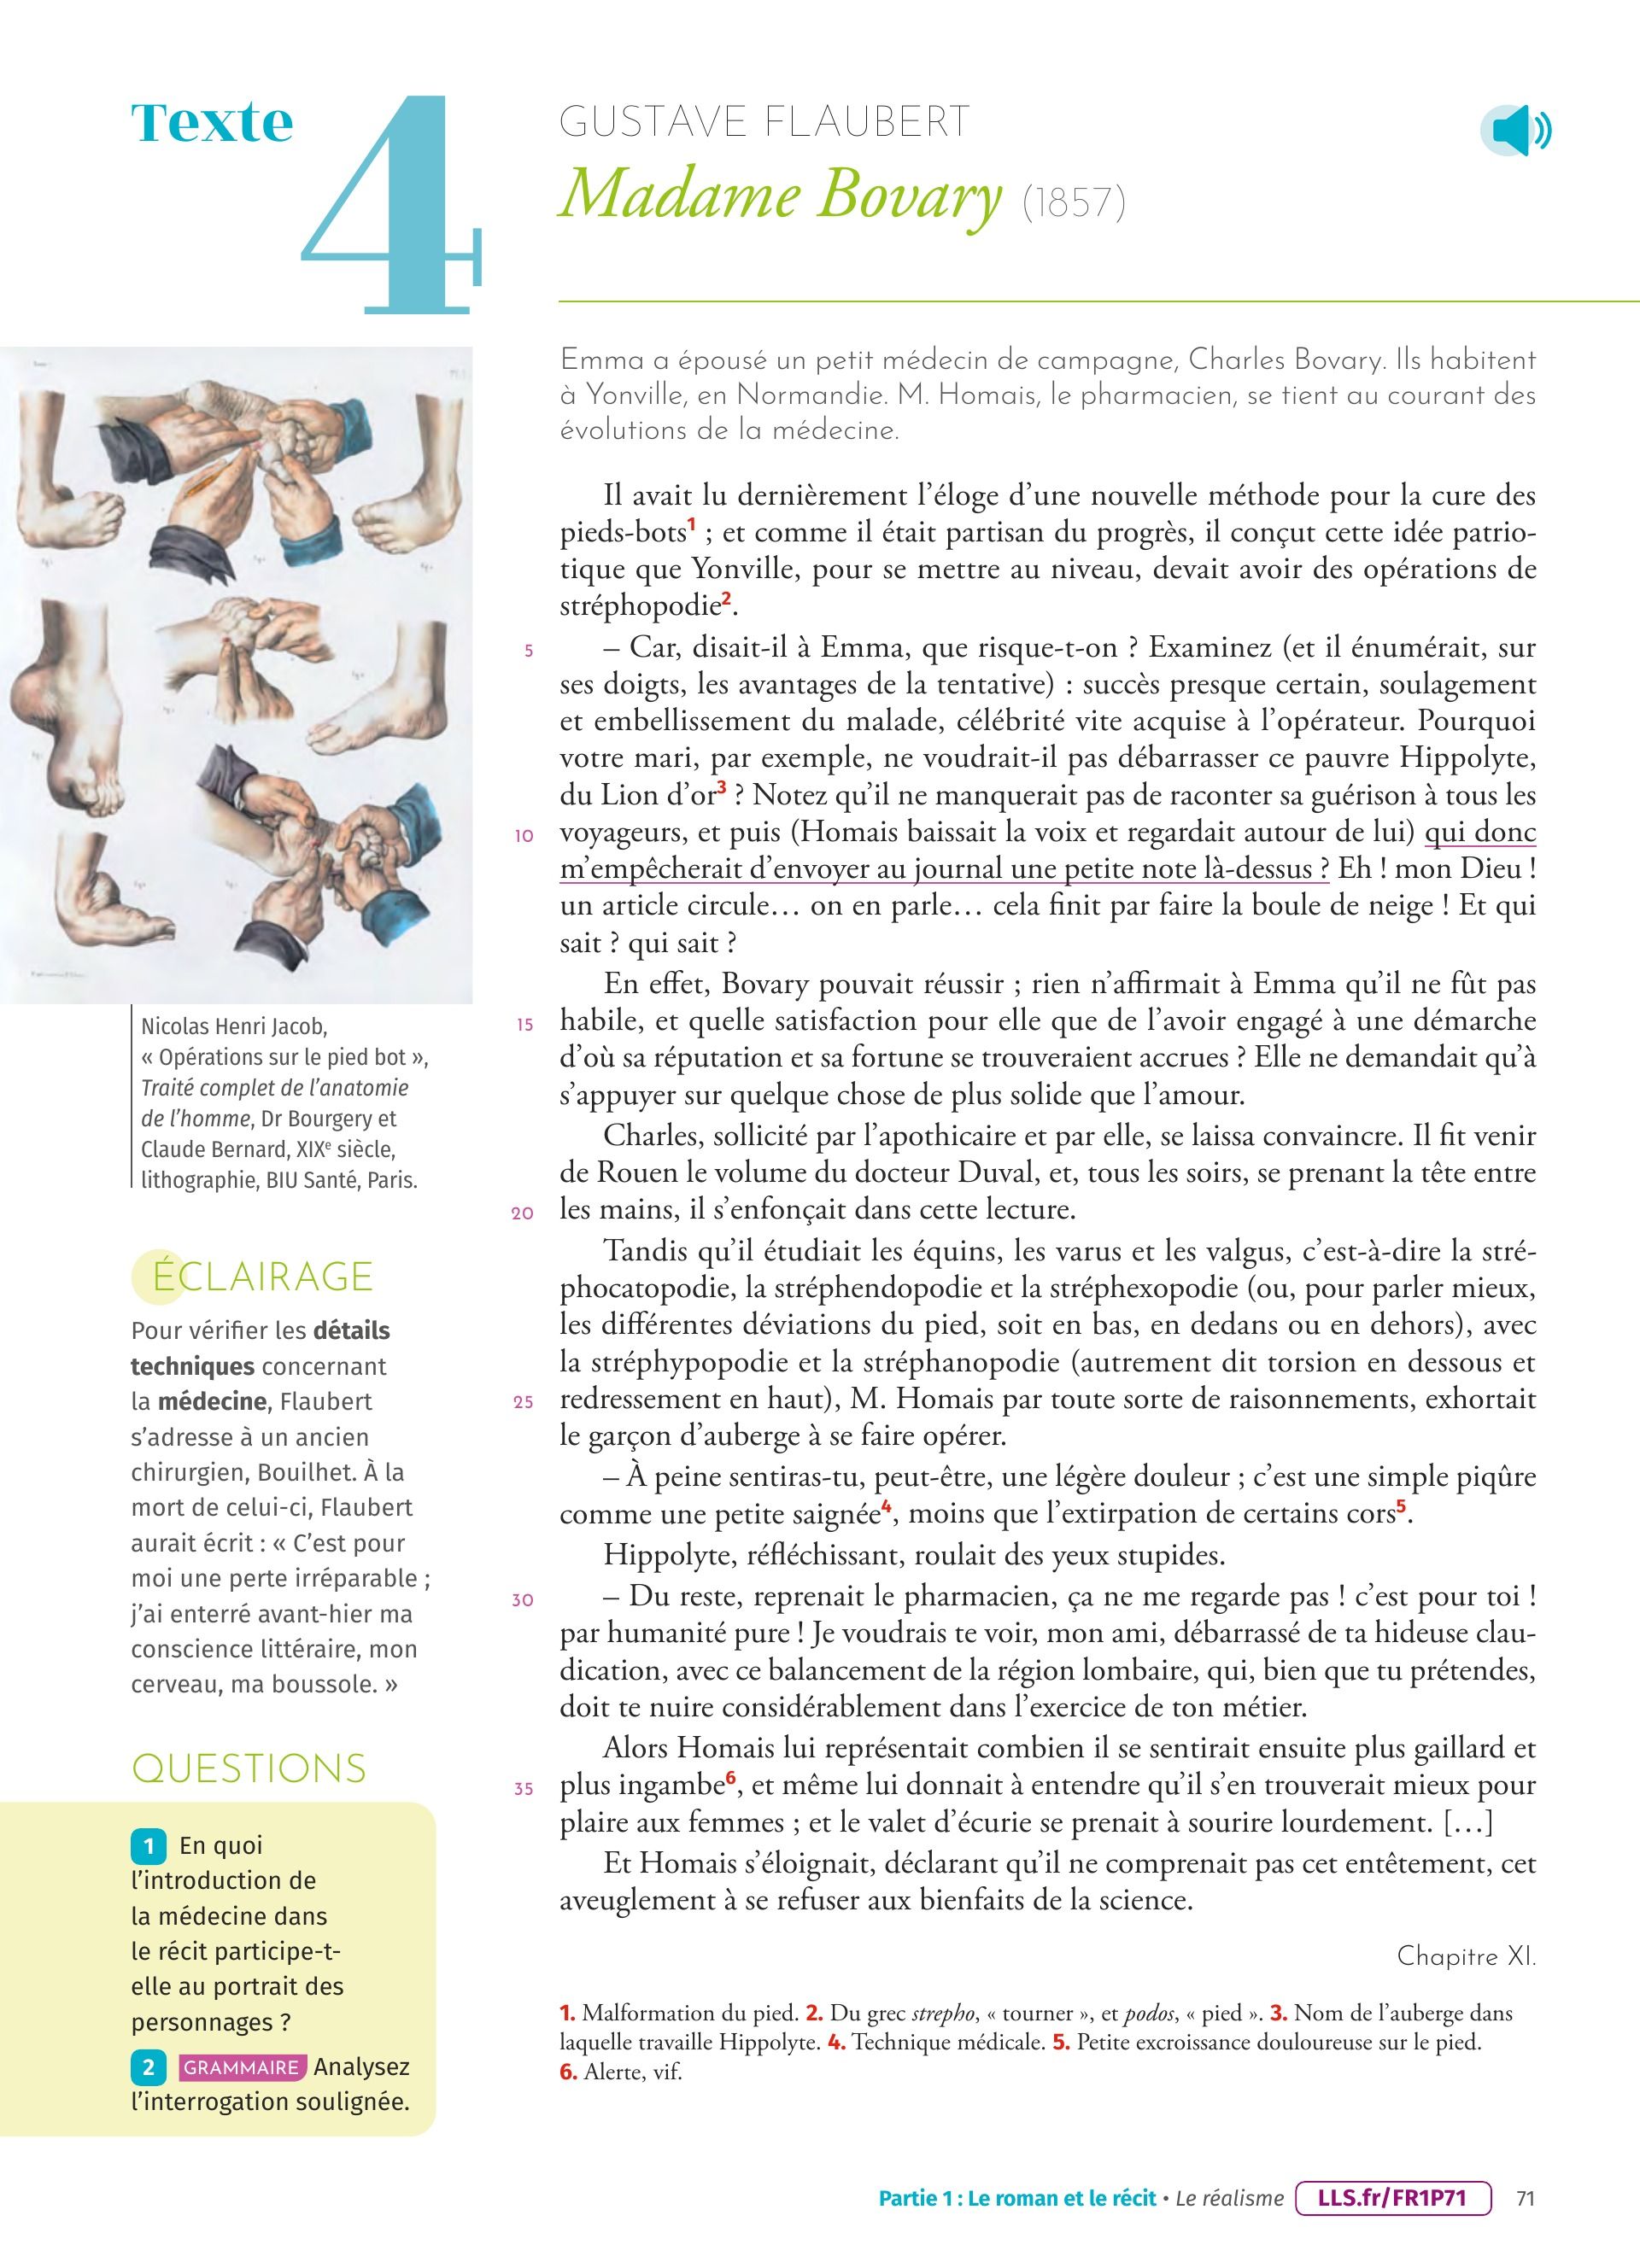 Texte 4
GUSTAVE FLAUBERT
Madame Bovary (1857)
Emma a épousé un petit médecin de campagne, Charles Bovary. Ils habitent
à Yonville, en Normandie. M. Homais, le pharmacien, se tient au courant des
évolutions de la médecine.
Il avait lu dernièrement l'éloge d'une nouvelle méthode pour la cure des
pieds-bots1 ; et comme il était partisan du progrès, il conçut cette idée patrio-
tique que Yonville, pour se mettre au niveau, devait avoir des opérations de
stréphopodie2.
5 – Car, disait-il à Emma, que risque-t-on ? Examinez (et il énumérait, sur
ses doigts, les avantages de la tentative) : succès presque certain, soulagement
et embellissement du malade, célébrité vite acquise à l'opérateur. Pourquoi
votre mari, par exemple, ne voudrait-il pas débarrasser ce pauvre Hippolyte,
du Lion d'or3 ? Notez qu'il ne manquerait pas de raconter sa guérison à tous les
10 voyageurs, et puis (Homais baissait la voix et regardait autour de lui) qui donc
m'empêcherait d'envoyer au journal une petite note là-dessus ? Eh ! mon Dieu !
un article circule… on en parle… cela finit par faire la boule de neige ! Et qui
sait ? qui sait ?
En effet, Bovary pouvait réussir ; rien n'affirmait à Emma qu'il ne fût pas
15 habile, et quelle satisfaction pour elle que de l'avoir engagé à une démarche
d'où sa réputation et sa fortune se trouveraient accrues ? Elle ne demandait qu'à
s'appuyer sur quelque chose de plus solide que l'amour.
Charles, sollicité par l'apothicaire et par elle, se laissa convaincre. Il fit venir
de Rouen le volume du docteur Duval, et, tous les soirs, se prenant la tête entre
20 les mains, il s'enfonçait dans cette lecture.
Tandis qu'il étudiait les équins, les varus et les valgus, c'est-à-dire la stré-
phocatopodie, la stréphendopodie et la stréphexopodie (ou, pour parler mieux,
les différentes déviations du pied, soit en bas, en dedans ou en dehors), avec
la stréphypopodie et la stréphanopodie (autrement dit torsion en dessous et
25 redressement en haut), M. Homais par toute sorte de raisonnements, exhortait
le garçon d'auberge à se faire opérer.
– À peine sentiras-tu, peut-être, une légère douleur ; c'est une simple piqûre
comme une petite saignée4, moins que l'extirpation de certains cors5.
Hippolyte, réfléchissant, roulait des yeux stupides.
30 – Du reste, reprenait le pharmacien, ça ne me regarde pas ! c'est pour toi !
par humanité pure ! Je voudrais te voir, mon ami, débarrassé de ta hideuse clau-
dication, avec ce balancement de la région lombaire, qui, bien que tu prétendes,
doit te nuire considérablement dans l'exercice de ton métier.
Alors Homais lui représentait combien il se sentirait ensuite plus gaillard et
35 plus ingambe6, et même lui donnait à entendre qu'il s'en trouverait mieux pour
plaire aux femmes ; et le valet d'écurie se prenait à sourire lourdement. […]
Et Homais s'éloignait, déclarant qu'il ne comprenait pas cet entêtement, cet
aveuglement à se refuser aux bienfaits de la science.
Chapitre XI.
1. Malformation du pied. 2. Du grec strepho, « tourner », et podos, « pied ». 3. Nom de l'auberge dans
laquelle travaille Hippolyte. 4. Technique médicale. 5. Petite excroissance douloureuse sur le pied.
6. Alerte, vif.
Nicolas Henri Jacob,
« Opérations sur le pied bot »,
Traité complet de l'anatomie
de l'homme, Dr Bourgery et
Claude Bernard, XIXe siècle,
lithographie, BIU Santé, Paris.
ÉCLAIRAGE
Pour vérifier les détails
techniques concernant
la médecine, Flaubert
s'adresse à un ancien
chirurgien, Bouilhet. À la
mort de celui-ci, Flaubert
aurait écrit : « C'est pour
moi une perte irréparable ;
j'ai enterré avant-hier ma
conscience littéraire, mon
cerveau, ma boussole. »
QUESTIONS
1 En quoi
l'introduction de
la médecine dans
le récit participe-t-
elle au portrait des
personnages ?
2 GRAMMAIRE Analysez
l'interrogation soulignée.
Partie 1 : Le roman et le récit • Le réalisme LLS.fr/FR1P71 71